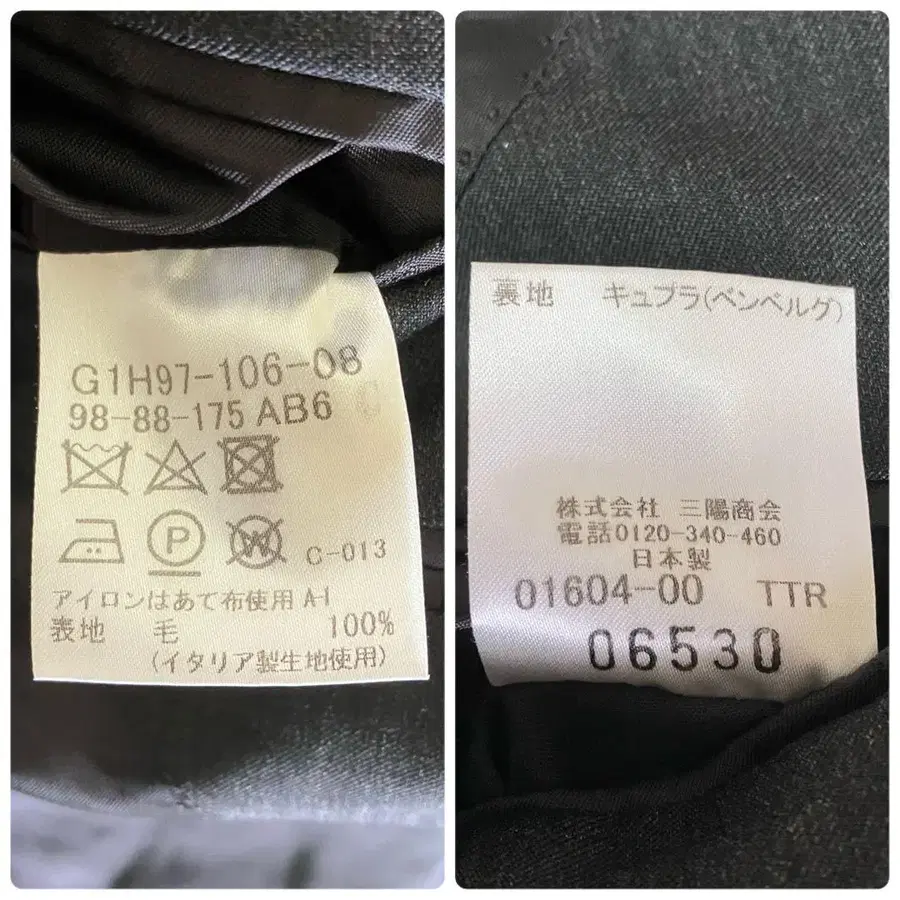 G1H97-106-08
98-88-175 AB6
P
W
C-013
アイロンはあて布使用 A-1
表地 毛 100%
(イタリア製生地使用)
裏地 キュプラ(ベンベルグ)
株式会社 三陽商会
電話0120-340-460
日本製
01604-00 TTR
06530